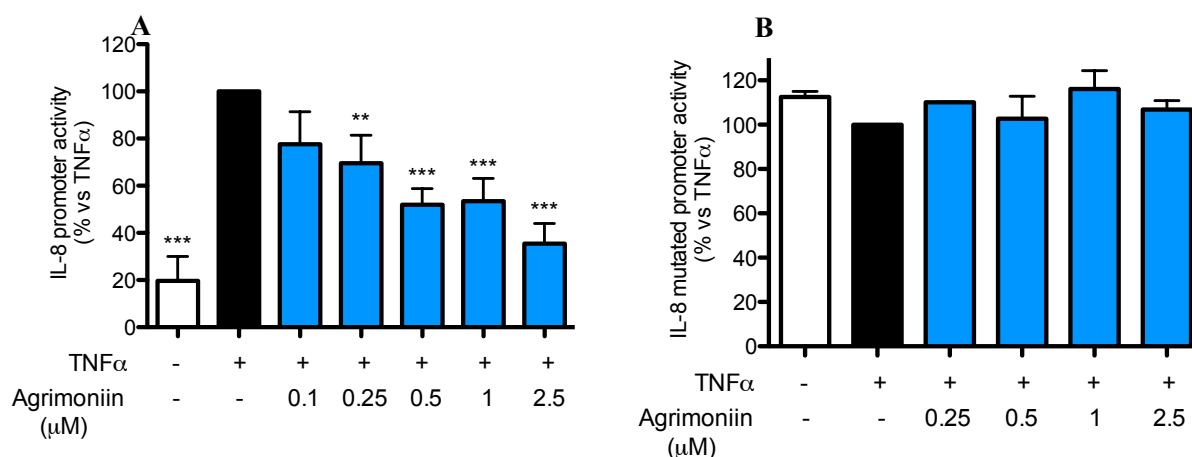 A
IL-8 promoter activity
(% vs TNFα)
120
100
80
60
40
20
0
***
**
***
***
***
TNFα - + + + + + +
Agrimoniin - - 0.1 0.25 0.5 1 2.5
(μM)
B
IL-8 mutated promoter activity
(% vs TNFα)
120
100
80
60
40
20
0
TNFα - + + + + +
Agrimoniin - - 0.25 0.5 1 2.5
(μM)